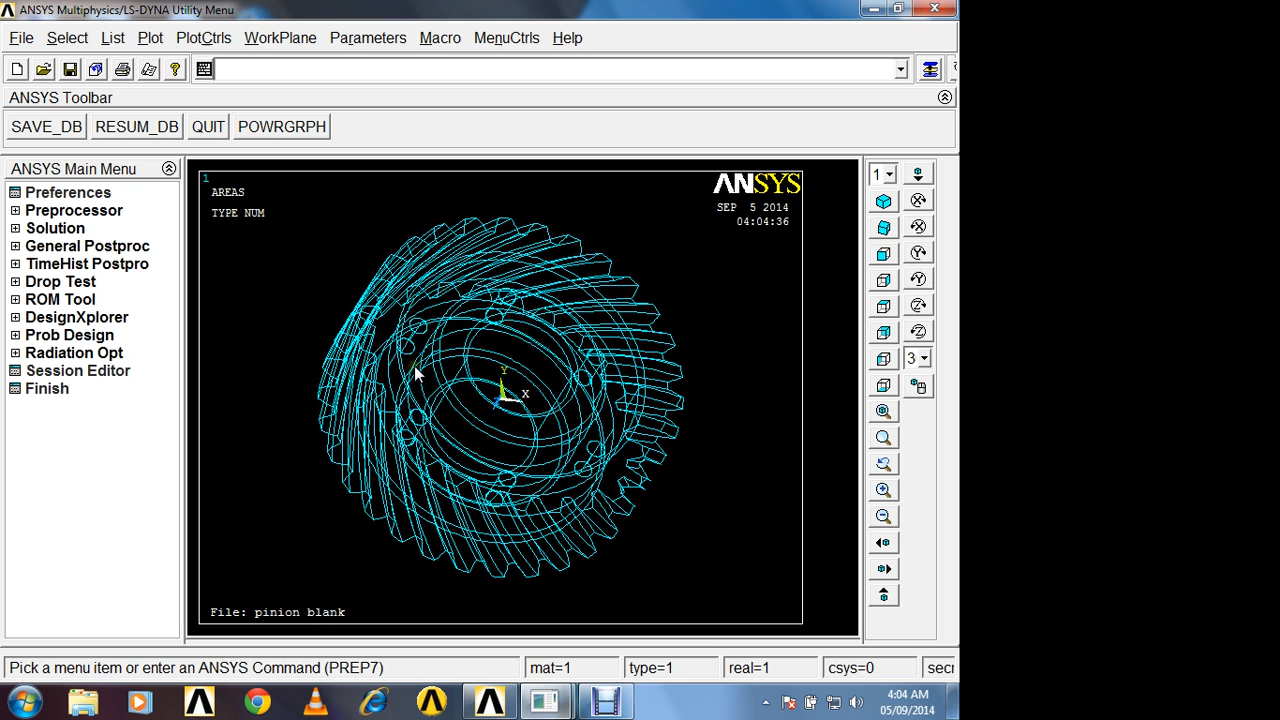 ANSYS Multiphysics/LS-DYNA Utility Menu
File Select List Plot PlotCtrls WorkPlane Parameters Macro MenuCtrls Help
ANSYS Toolbar
SAVE_DB RESUM_DB QUIT POWRGRPH
ANSYS Main Menu
Preferences
Preprocessor
Solution
General Postproc
TimeHist Postpro
Drop Test
ROM Tool
DesignXplorer
Prob Design
Radiation Opt
Session Editor
Finish
1
AREAS
TYPE NUM
ANSYS
SEP 5 2014
04:04:36
Y
X
File: pinion blank
1
X
X
Y
Y
Z
Z
3
Pick a menu item or enter an ANSYS Command (PREP7) mat=1 type=1 real=1 csys=0 sec
4:04 AM
05/09/2014